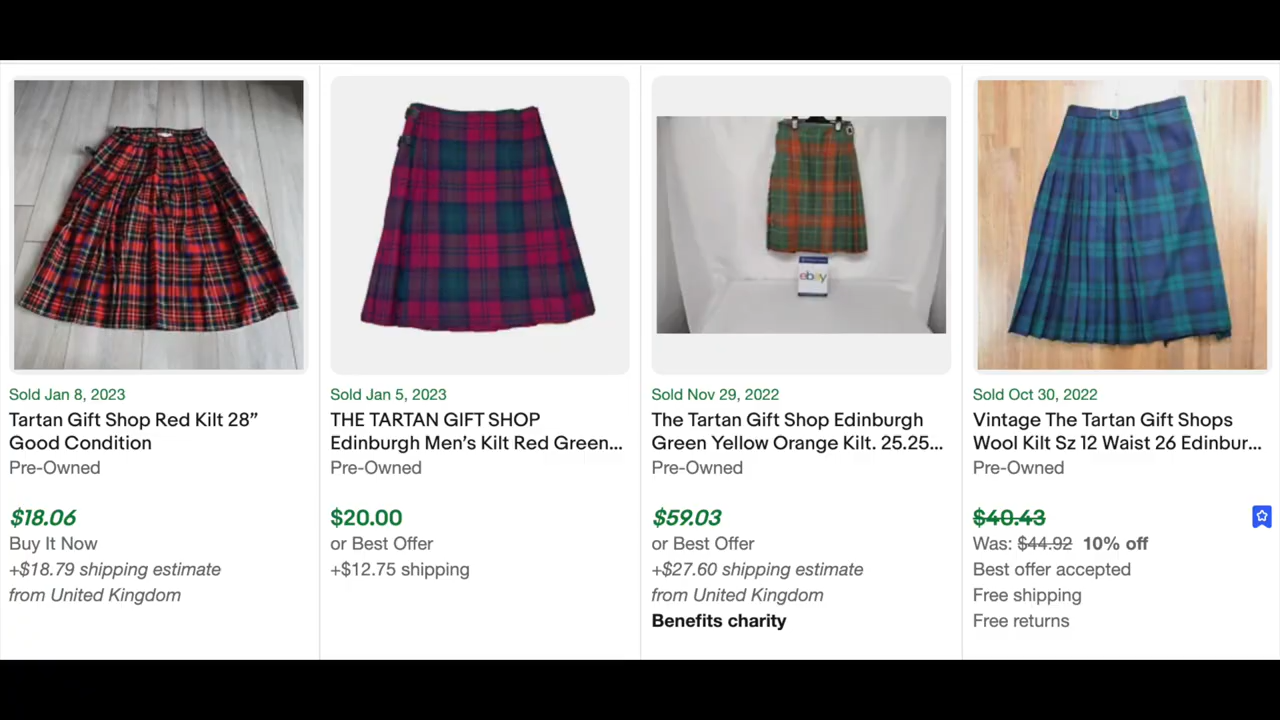 ebay
Sold Jan 8, 2023
Tartan Gift Shop Red Kilt 28”
Good Condition
Pre-Owned
$18.06
Buy It Now
+$18.79 shipping estimate
from United Kingdom
Sold Jan 5, 2023
THE TARTAN GIFT SHOP
Edinburgh Men’s Kilt Red Green...
Pre-Owned
$20.00
or Best Offer
+$12.75 shipping
Sold Nov 29, 2022
The Tartan Gift Shop Edinburgh
Green Yellow Orange Kilt. 25.25...
Pre-Owned
$59.03
or Best Offer
+$27.60 shipping estimate
from United Kingdom
Benefits charity
Sold Oct 30, 2022
Vintage The Tartan Gift Shops
Wool Kilt Sz 12 Waist 26 Edinbur...
Pre-Owned
$40.43
Was: $44.92 10% off
Best offer accepted
Free shipping
Free returns